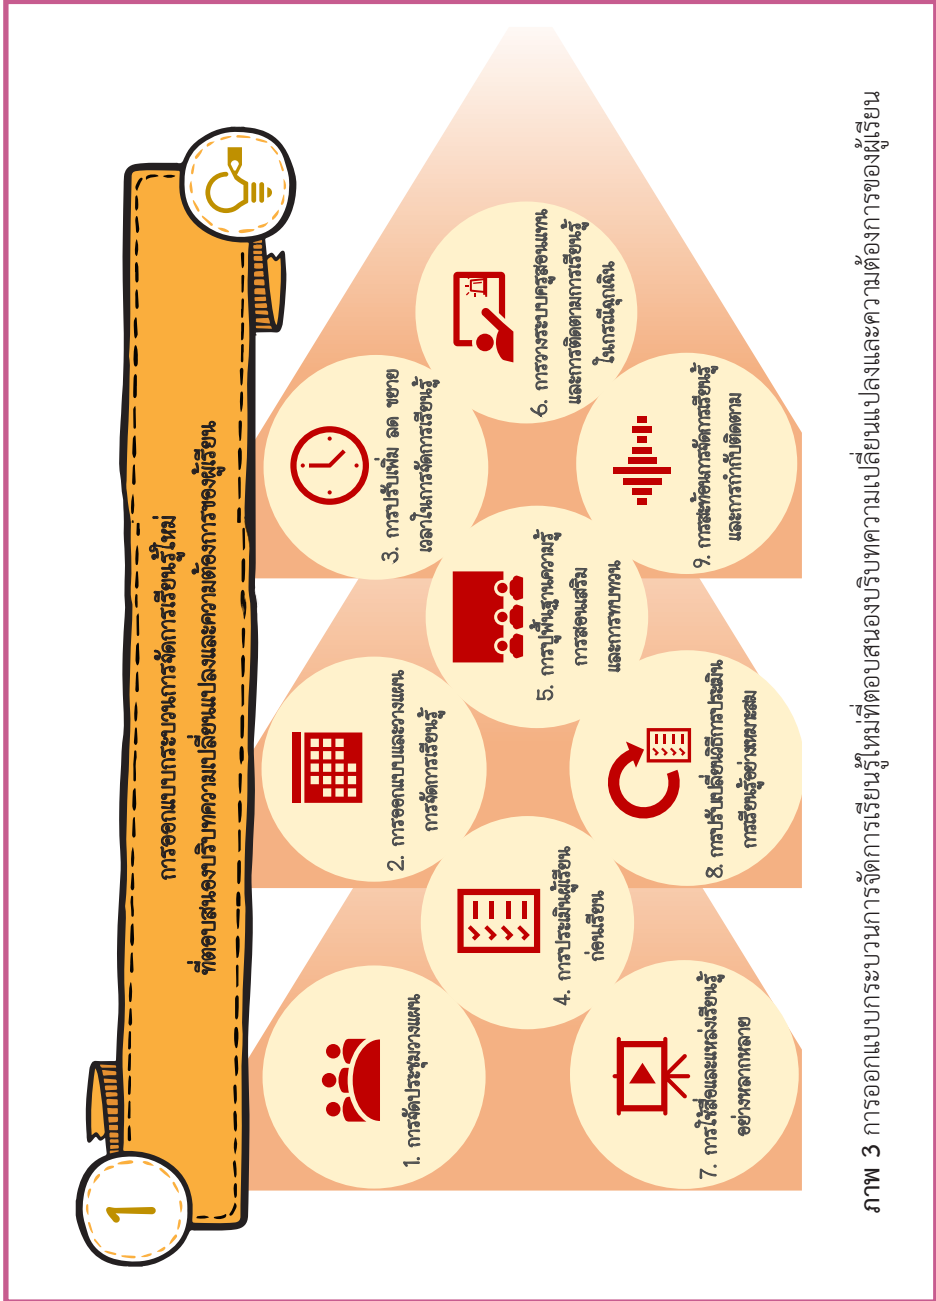 1
การออกแบบกระบวนการจัดการเรียนรู้ใหม่
ที่ตอบสนองบริบทความเปลี่ยนแปลงและความต้องการของผู้เรียน
1. การจัดประชุมวางแผน
2. การออกแบบและวางแผน
การจัดการเรียนรู้
3. การปรับเพิ่ม ลด ขยาย
เวลาในการจัดการเรียนรู้
4. การประเมินผู้เรียน
ก่อนเรียน
5. การปูพื้นฐานความรู้
การสอนเสริม
และการทบทวน
6. การวางระบบครูสอนแทน
และการติดตามการเรียนรู้
ในกรณีฉุกเฉิน
7. การใช้สื่อและแหล่งเรียนรู้
อย่างหลากหลาย
8. การปรับเปลี่ยนวิธีการประเมิน
การเรียนรู้อย่างเหมาะสม
9. การสะท้อนการจัดการเรียนรู้
และการกำกับติดตาม
ภาพ 3 การออกแบบกระบวนการจัดการเรียนรู้ใหม่ที่ตอบสนองบริบทความเปลี่ยนแปลงและความต้องการของผู้เรียน